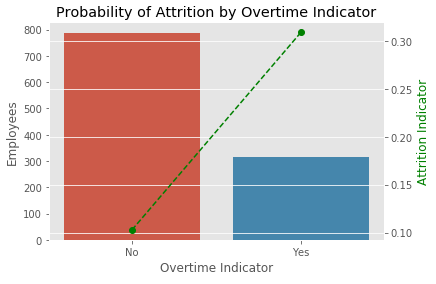 Probability of Attrition by Overtime Indicator
800
700
600
500
400
300
200
100
0
Employees
0.30
0.25
0.20
0.15
0.10
Attrition Indicator
No
Yes
Overtime Indicator